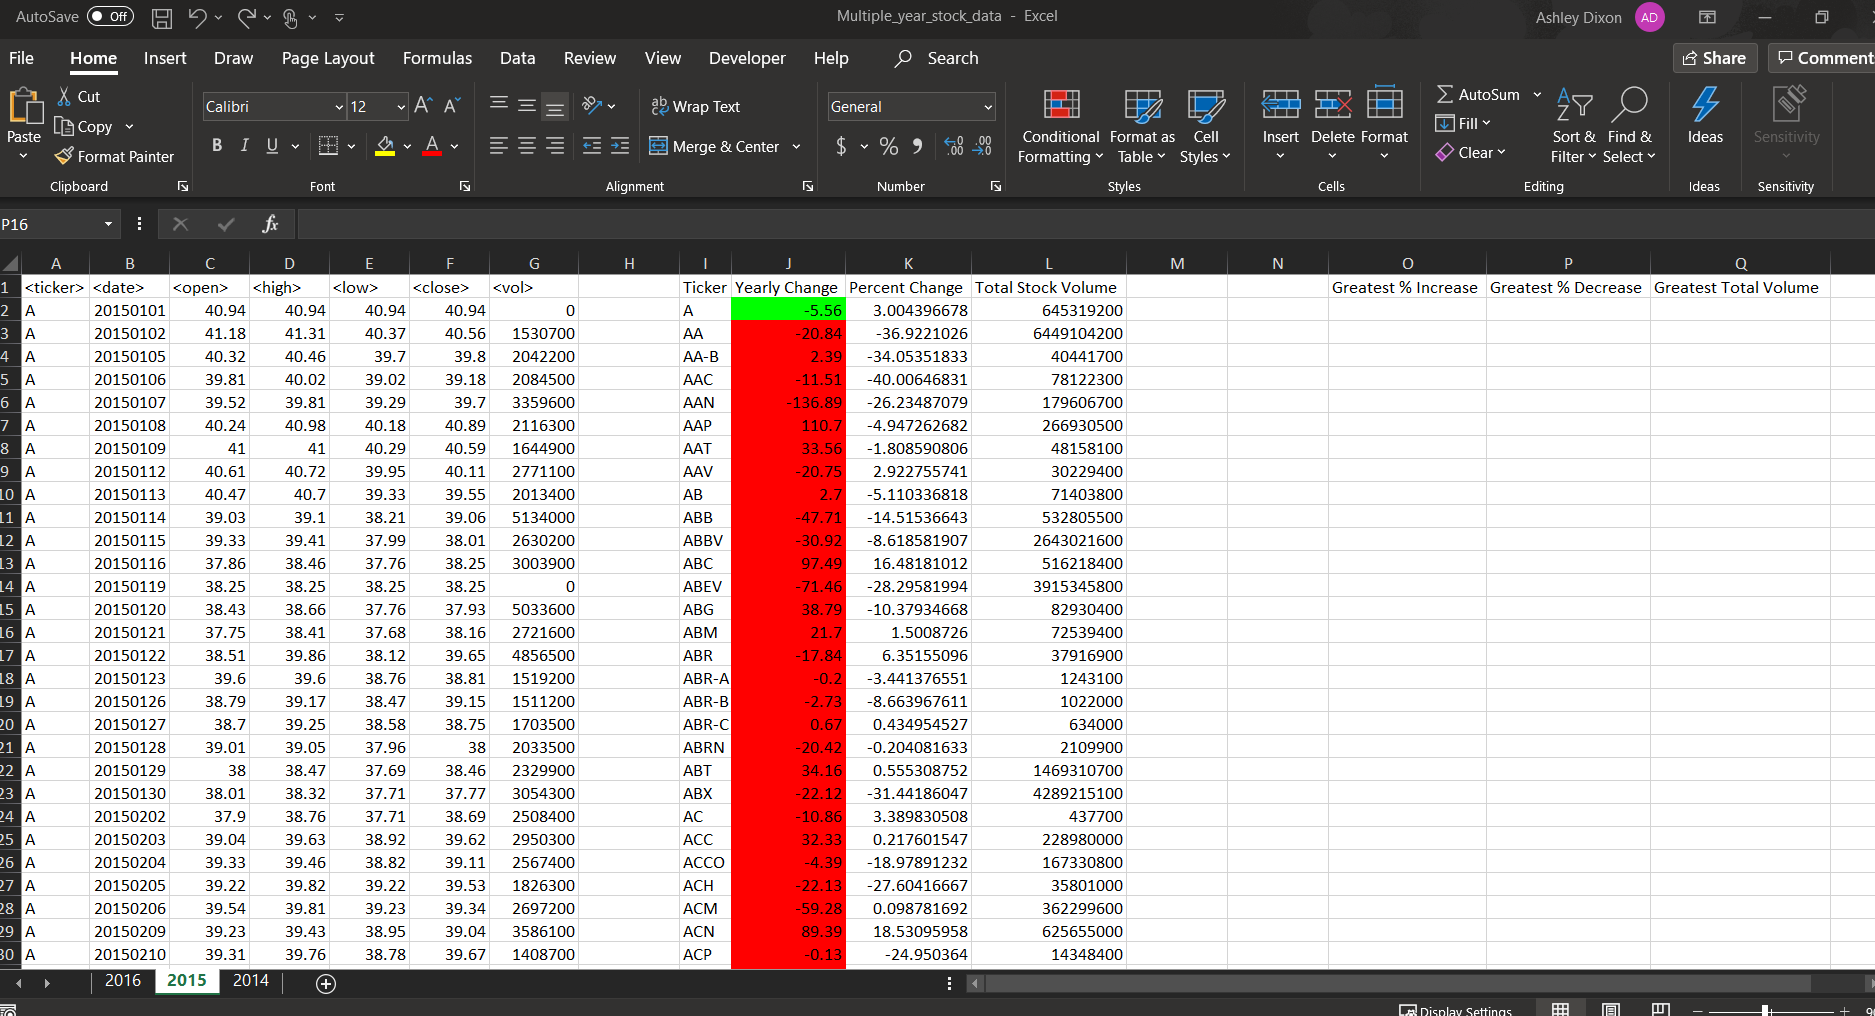 AutoSave Off Multiple_year_stock_data - Excel Ashley Dixon AD
File Home Insert Draw Page Layout Formulas Data Review View Developer Help Search Share Comment
Paste Cut Copy Format Painter Clipboard
Calibri 12 A A B I U A Font
ab Wrap Text Merge & Center Alignment
General $ % 9 .00 .00 Number
Conditional Formatting Format as Table Cell Styles Styles
Insert Delete Format Cells
AutoSum Fill Clear Sort & Filter Find & Select Editing
Ideas Ideas
Sensitivity Sensitivity
P16 fx
A B C D E F G H I J K L M N O P Q
1 <ticker> <date> <open> <high> <low> <close> <vol> Ticker Yearly Change Percent Change Total Stock Volume Greatest % Increase Greatest % Decrease Greatest Total Volume
2 A 20150101 40.94 40.94 40.94 40.94 0 A -5.56 3.004396678 645319200
3 A 20150102 41.18 41.31 40.37 40.56 1530700 AA -20.84 -36.9221026 6449104200
4 A 20150105 40.32 40.46 39.7 39.8 2042200 AA-B 2.39 -34.05351833 40441700
5 A 20150106 39.81 40.02 39.02 39.18 2084500 AAC -11.51 -40.00646831 78122300
6 A 20150107 39.52 39.81 39.29 39.7 3359600 AAN -136.89 -26.23487079 179606700
7 A 20150108 40.24 40.98 40.18 40.89 2116300 AAP 110.7 -4.947262682 266930500
8 A 20150109 41 41 40.29 40.59 1644900 AAT 33.56 -1.808590806 48158100
9 A 20150112 40.61 40.72 39.95 40.11 2771100 AAV -20.75 2.922755741 30229400
10 A 20150113 40.47 40.7 39.33 39.55 2013400 AB 2.7 -5.110336818 71403800
11 A 20150114 39.03 39.1 38.21 39.06 5134000 ABB -47.71 -14.51536643 532805500
12 A 20150115 39.33 39.41 37.99 38.01 2630200 ABBV -30.92 -8.618581907 2643021600
13 A 20150116 37.86 38.46 37.76 38.25 3003900 ABC 97.49 16.48181012 516218400
14 A 20150119 38.25 38.25 38.25 38.25 0 ABEV -71.46 -28.29581994 3915345800
15 A 20150120 38.43 38.66 37.76 37.93 5033600 ABG 38.79 -10.37934668 82930400
16 A 20150121 37.75 38.41 37.68 38.16 2721600 ABM 21.7 1.5008726 72539400
17 A 20150122 38.51 39.86 38.12 39.65 4856500 ABR -17.84 6.35155096 37916900
18 A 20150123 39.6 39.6 38.76 38.81 1519200 ABR-A -0.2 -3.441376551 1243100
19 A 20150126 38.79 39.17 38.47 39.15 1511200 ABR-B -2.73 -8.663967611 1022000
20 A 20150127 38.7 39.25 38.58 38.75 1703500 ABR-C 0.67 0.434954527 634000
21 A 20150128 39.01 39.05 37.96 38 2033500 ABRN -20.42 -0.204081633 2109900
22 A 20150129 38 38.47 37.69 38.46 2329900 ABT 34.16 0.555308752 1469310700
23 A 20150130 38.01 38.32 37.71 37.77 3054300 ABX -22.12 -31.44186047 4289215100
24 A 20150202 37.9 38.76 37.71 38.69 2508400 AC -10.86 3.389830508 437700
25 A 20150203 39.04 39.63 38.92 39.62 2950300 ACC 32.33 0.217601547 228980000
26 A 20150204 39.33 39.46 38.82 39.11 2567400 ACCO -4.39 -18.97891232 167330800
27 A 20150205 39.22 39.82 39.22 39.53 1826300 ACH -22.13 -27.60416667 35801000
28 A 20150206 39.54 39.81 39.23 39.34 2697200 ACM -59.28 0.098781692 362299600
29 A 20150209 39.23 39.43 38.95 39.04 3586100 ACN 89.39 18.53095958 625655000
30 A 20150210 39.31 39.76 38.78 39.67 1408700 ACP -0.13 -24.950364 14348400
2016 2015 2014
Display Settings